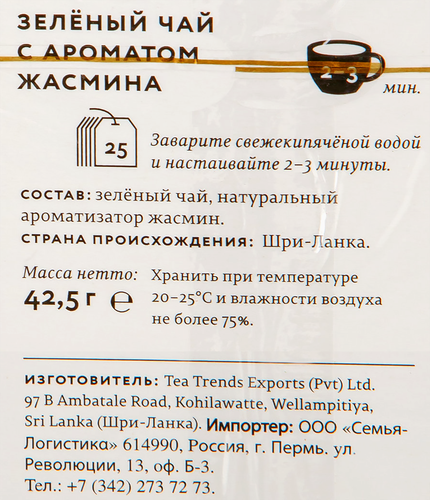 ЗЕЛЁНЫЙ ЧАЙ
С АРОМАТОМ
ЖАСМИНА
2 3
мин.
25
Заварите свежекипячёной водой
и настаивайте 2–3 минуты.
СОСТАВ: зелёный чай, натуральный
ароматизатор жасмин.
СТРАНА ПРОИСХОЖДЕНИЯ: Шри-Ланка.
Масса нетто:
42,5 г ℮
Хранить при температуре
20–25°С и влажности воздуха
не более 75%.
ИЗГОТОВИТЕЛЬ: Tea Trends Exports (Pvt) Ltd.
97 B Ambatale Road, Kohilawatte, Wellampitiya,
Sri Lanka (Шри-Ланка). Импортер: ООО «Семья-
Логистика» 614990, Россия, г. Пермь. ул.
Революции, 13, оф. Б-3.
Тел.: +7 (342) 273 72 73.